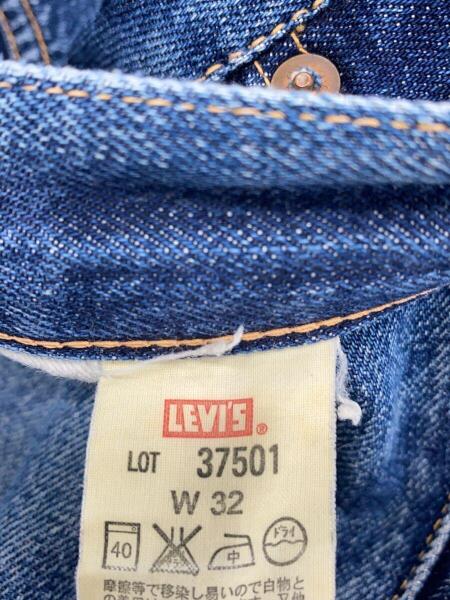 LEVI'S®
LOT 37501
W 32
40 中 ドライ
摩擦等で移染し易いので白物と